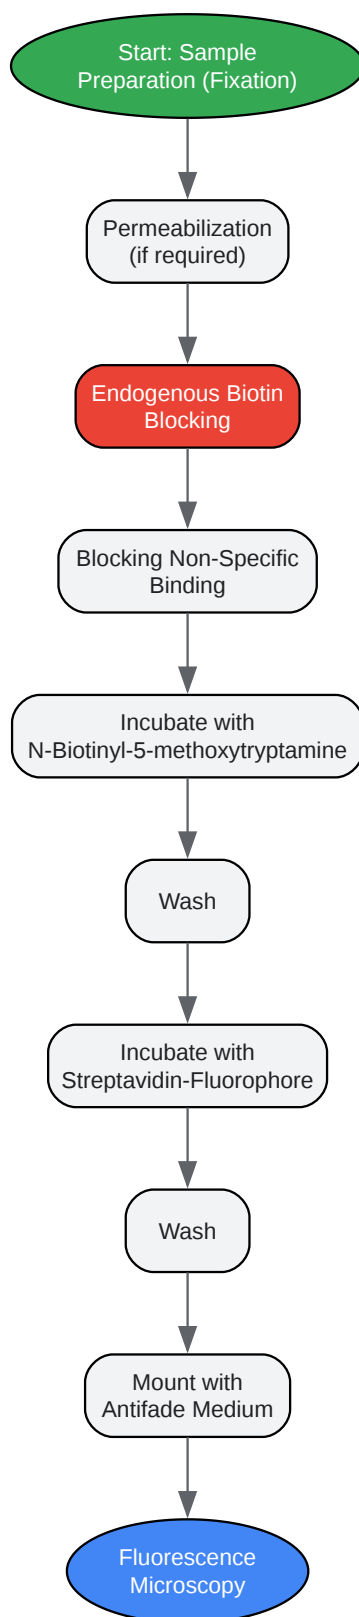 Start: Sample
Preparation (Fixation)
Permeabilization
(if required)
Endogenous Biotin
Blocking
Blocking Non-Specific
Binding
Incubate with
N-Biotinyl-5-methoxytryptamine
Wash
Incubate with
Streptavidin-Fluorophore
Wash
Mount with
Antifade Medium
Fluorescence
Microscopy